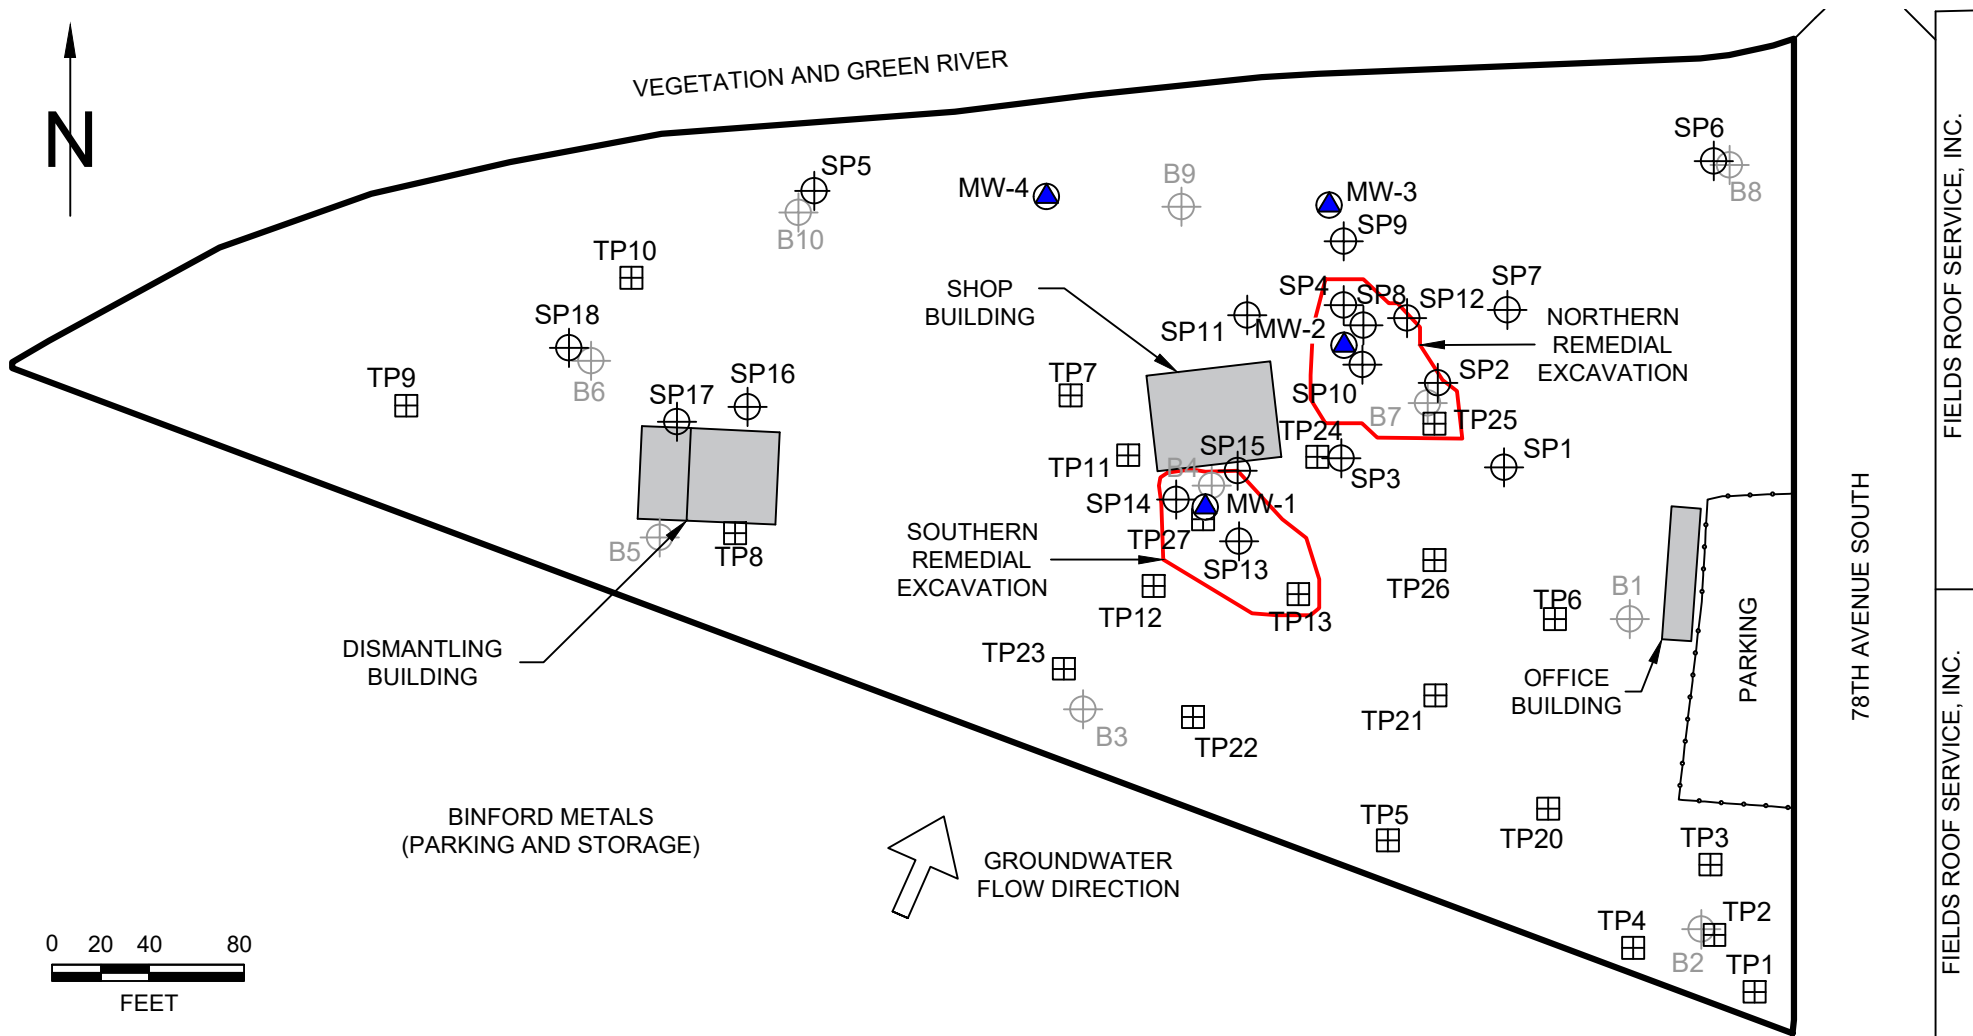 VEGETATION AND GREEN RIVER
N
SP6
B8
SP5
B10
MW-4
B9
MW-3
SP9
TP10
SHOP
BUILDING
SP4
SP8
SP12
SP7
SP11
MW-2
NORTHERN
REMEDIAL
EXCAVATION
SP18
B6
TP9
SP17
SP16
TP7
SP10
SP2
B7
TP25
TP24
SP3
SP1
TP11
SP15
B4
SP14
MW-1
TP27
SP13
SOUTHERN
REMEDIAL
EXCAVATION
B5
TP8
TP12
TP13
TP26
TP6
B1
DISMANTLING
BUILDING
TP23
B3
TP22
TP21
OFFICE
BUILDING
PARKING
78TH AVENUE SOUTH
FIELDS ROOF SERVICE, INC.
FIELDS ROOF SERVICE, INC.
BINFORD METALS
(PARKING AND STORAGE)
GROUNDWATER
FLOW DIRECTION
TP5
TP20
TP3
TP4
TP2
B2
TP1
0 20 40 80
FEET